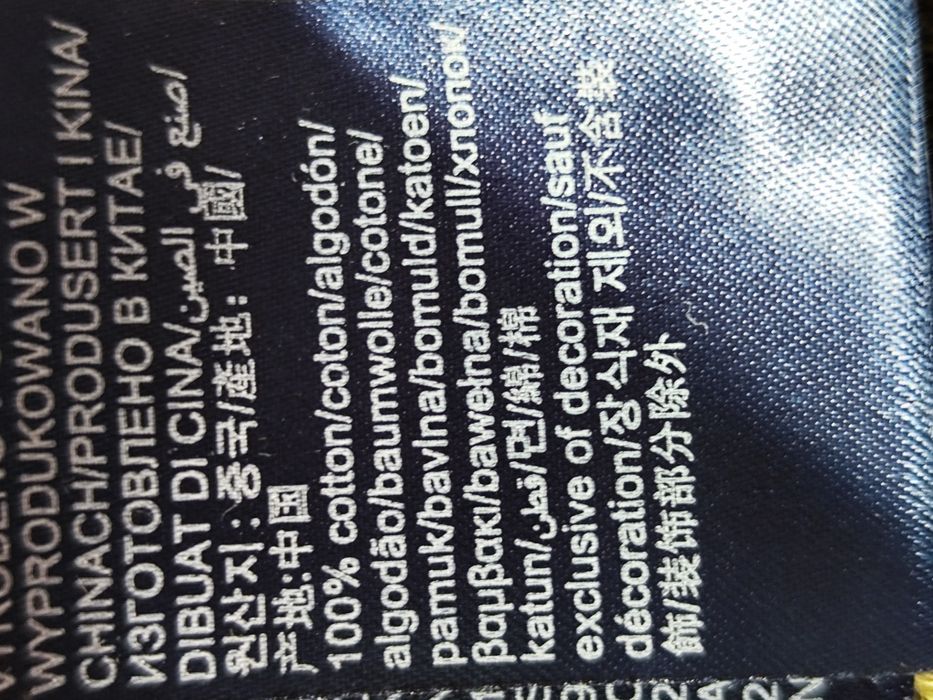 WYPRODUKOWANO W
CHINACH/PRODUSERT I KINA/
ИЗГОТОВЛЕНО В КИТАЕ/
DIBUAT DI CINA/صنع في الصين/
원산지: 중국/產地: 中國/
产地:中国
100% cotton/coton/algodón/
algodão/baumwolle/cotone/
pamuk/bavlna/bomuld/katoen/
βαμβακι/bawełna/bomull/хлопок/
katun/قطن/면/綿/棉
exclusive of decoration/sauf
décoration/장식재 제외/不含裝
飾/装饰部分除外